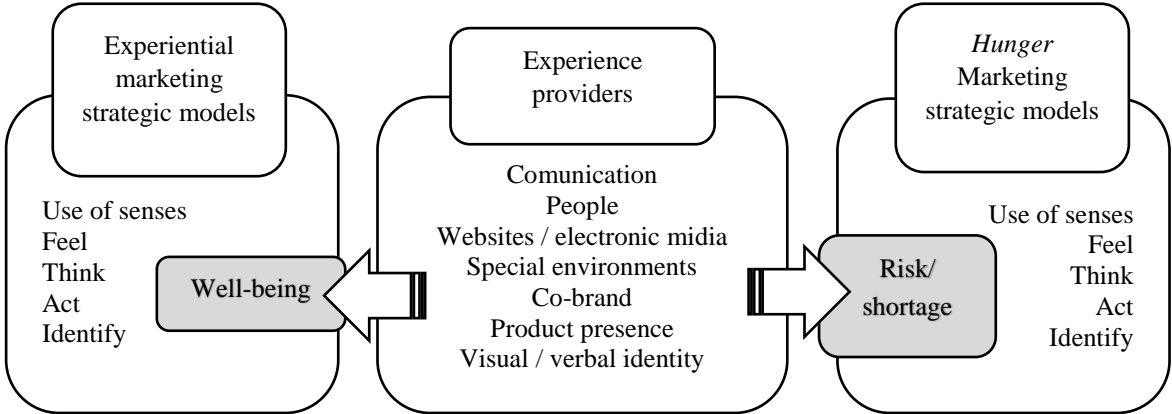 Experiential
marketing
strategic models
Use of senses
Feel
Think
Act
Identify
Well-being
Experience
providers
Comunication
People
Websites / electronic midia
Special environments
Co-brand
Product presence
Visual / verbal identity
Hunger
Marketing
strategic models
Risk/
shortage
Use of senses
Feel
Think
Act
Identify